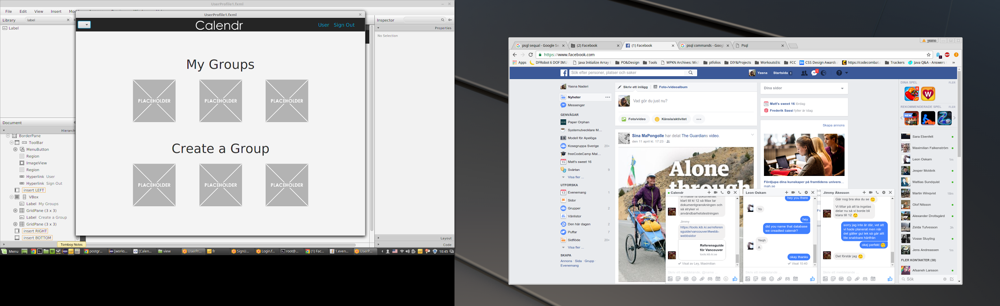 UserProfile1.fxml
File Edit View Insert
Library label
Label
Document
Hierarch
BorderPane
ToolBar
MenuButton
Region
ImageView
Region
Hyperlink User
Hyperlink Sign Out
insert LEFT
VBox
Label My Groups
GridPane (3 x 3)
Label Create a Group
GridPane (3 x 3)
insert RIGHT
insert BOTTOM
Tomboy Notes
UserProfile1.fxml
Calendr
User Sign Out
My Groups
PLACEHOLDER PLACEHOLDER PLACEHOLDER
Create a Group
PLACEHOLDER PLACEHOLDER PLACEHOLDER
Inspector
Properties
No Selection
Layout
Code
Menu postgr... [works... [Calen... view UserPr... fr SignU... Login.f... root@... (1) Fac... 1.even... UserP... 10:45
yasna
psgl sequal - Google Se (2) Facebook (1) Facebook psql commands - Googl Psql
https://www.facebook.com
Apps DFRobot 6 DOF IMU Java Initialize Array E PO&Design Tools WPKN Archives: Mich ptfolios DIY&Projects WorkoutsEtc FCC CSS Design Awards https://codecombat.c Trackers Java Q&A - Answers »
Sök efter personer, platser och saker
Yasna Startsida 1
1
Yasna Naderi
Nyheter
Messenger
GENVÄGAR
Paper Orphan
Systemutvecklare M...
Modell för Apelöga
Kosegruppa Sverige 20+
freeCodeCamp Mal...
15 Matt's sweet 16
Svärtan 9
Visa fler ...
UTFORSKA
13 Evenemang 1
Sidor
Grupper 2
Vänlistor
Den här dagen 2
Puffar 7
Sidflöde 20+
Visa fler ...
SKAPA
Annons · Sida · Grupp ·
Evenemang
Skriv ett inlägg Foto-/videoalbum
Vad gör du just nu?
Foto/video Känsla/aktivitet
Sina MaPongolle har delat The Guardians video.
den 11 april kl. 17:23 ·
Alone
through
Dina sidor
15 Matt's sweet 16 lördag
Frederik Sassi fyller år idag
Skapa annons
Fördjupa dina kunskaper på framtidens univers...
mah.se
DINA SPEL FLER
6
W 4
REKOMMENDERADE SPEL FLER
NEW
Sara Ebenfelt
Maximilian Falkenström
Leon Oskam 1m
Jesper Moldvik
Mattias Sundquist
Martin Winqvist 18m
Olof Nilsson
Alexander Drottsgård
Zelda Tufvesson 3h
Vosse Stuyling
Jens Andreassen 1m
FLER KONTAKTER (38)
Afsaneh Larsson
Sök
Calendr
vi måste få dokumentet
klart till kl 12 så Max tar
dokumentgranskningen och
så stryker vi
användbarhetstestningen
Jimmy
https://tools.kib.ki.se/referen
sguide/vancouver/#webb-
webbsidor
Referensguide
för Vancouver
tools.kib.ki.se
Visat av Ley, Maximilian
Skriv ett meddelande, @name...
Leon Oskam
hey you there
Yo
hey
did you name that database
we creadted calendr?
Yeqh
A
okay thanks
Visat 10:40
Skriv ett meddelande...
Jimmy Åkesson
Går nog bra ska du se
Vi tittar på att ta ingelas
delar nu så vi borde bli
klara till 12
sorry jag inte är där, vet att
vi hade planerat men när
det gäller gui lek så går allt
lite snabbare härifrån
okej perfekt
Det förstår jag
Skriv ett meddelande...